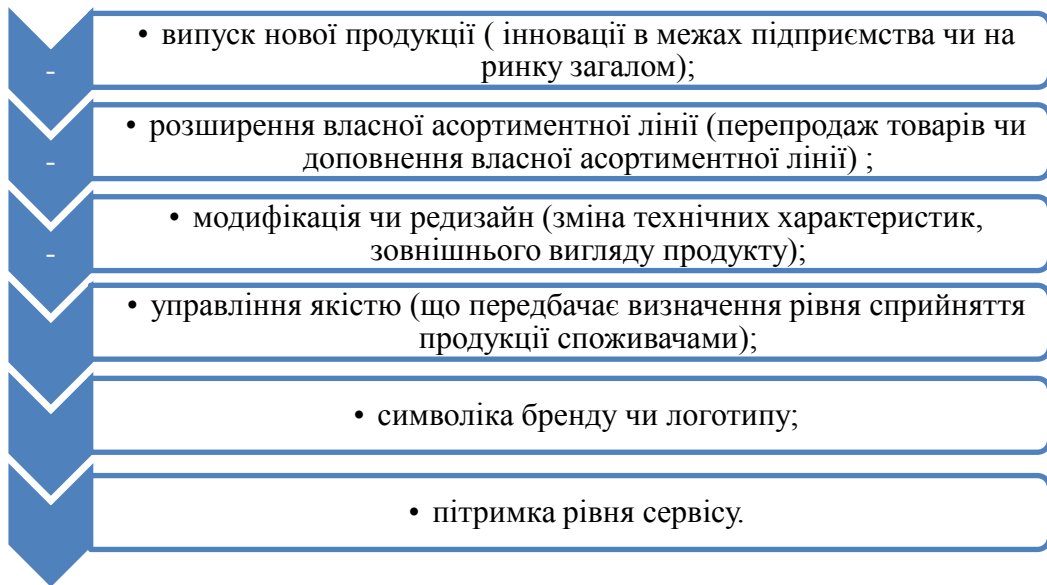 • випуск нової продукції ( інновації в межах підприємства чи на
ринку загалом);
-
• розширення власної асортиментної лінії (перепродаж товарів чи
доповнення власної асортиментної лінії) ;
-
• модифікація чи редизайн (зміна технічних характеристик,
зовнішнього вигляду продукту);
-
• управління якістю (що передбачає визначення рівня сприйняття
продукції споживачами);
• символіка бренду чи логотипу;
• пітримка рівня сервісу.